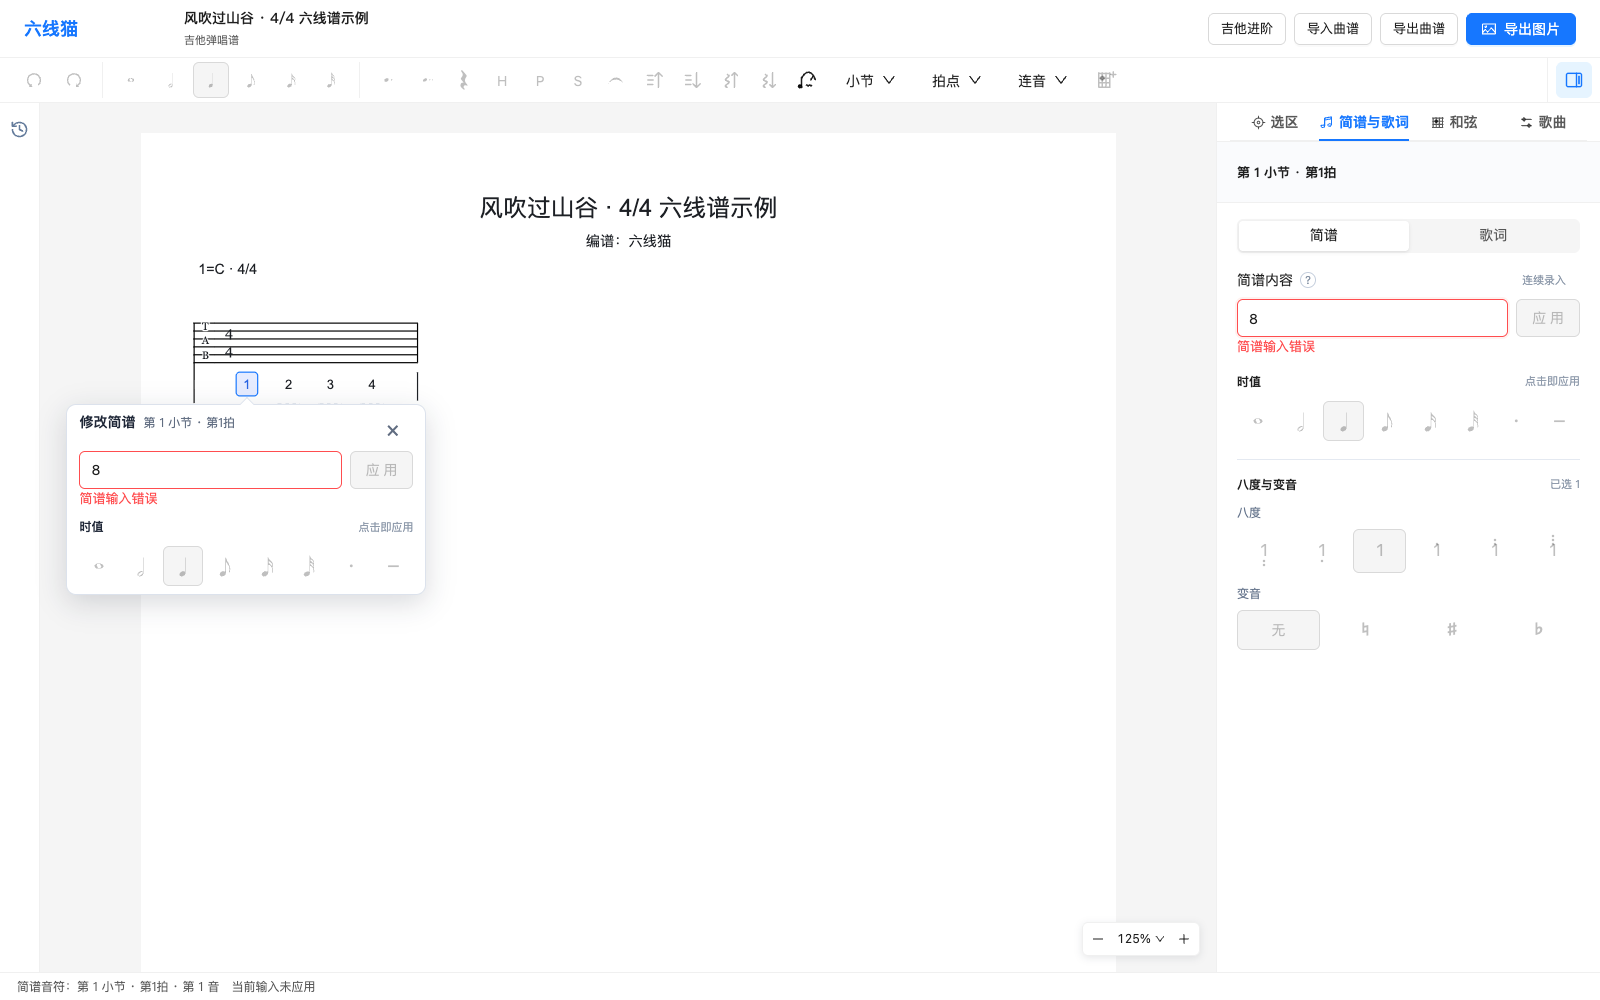 六线猫
风吹过山谷 · 4/4 六线谱示例
吉他弹唱谱
吉他进阶 导入曲谱 导出曲谱 导出图片
H P S 小节 拍点 连音
选区 简谱与歌词 和弦 歌曲
第 1 小节 · 第1拍
简谱 歌词
简谱内容 ? 连续录入
8 应 用
简谱输入错误
时值 点击即应用
八度与变音 已选 1
八度
1 1 1 1 1 1
变音
无 ♮ ♯ ♭
风吹过山谷 · 4/4 六线谱示例
编谱：六线猫
1=C · 4/4
T
A
B
4
4
1 2 3 4
修改简谱 第 1 小节 · 第1拍
8 应 用
简谱输入错误
时值 点击即应用
125%
简谱音符：第 1 小节 · 第1拍 · 第 1 音 当前输入未应用